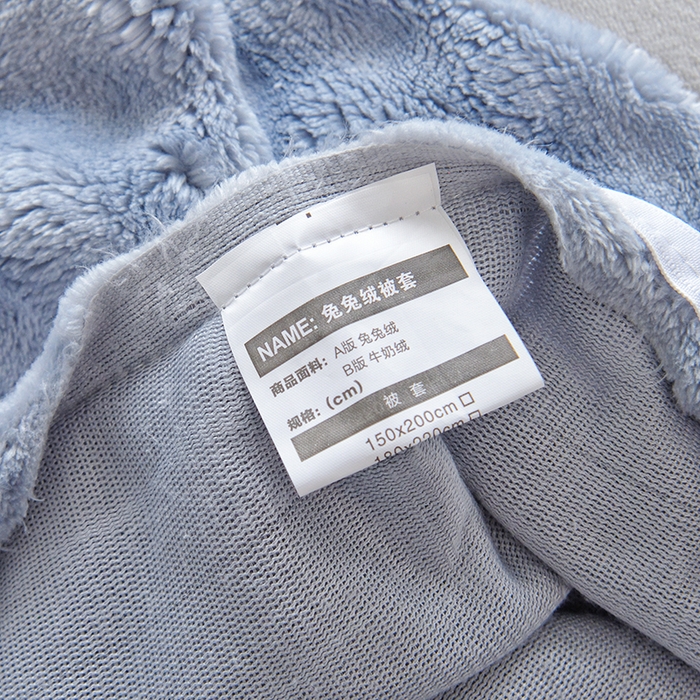 NAME: 兔兔绒被套
商品面料: A版 兔兔绒
B版 牛奶绒
规格: (cm)
被 套
150x200cm □
180x220cm □